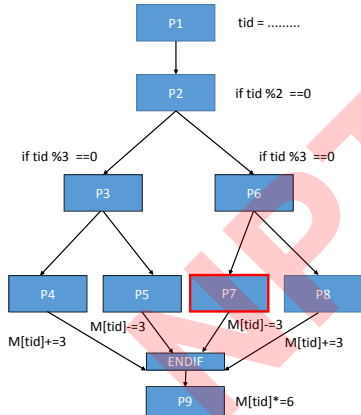 P1 tid = .........
P2 if tid %2 ==0
if tid %3 ==0 if tid %3 ==0
P3 P6
P4 P5 P7 P8
M[tid]+=3 M[tid]-=3 M[tid]-=3 M[tid]+=3
ENDIF
P9 M[tid]*=6